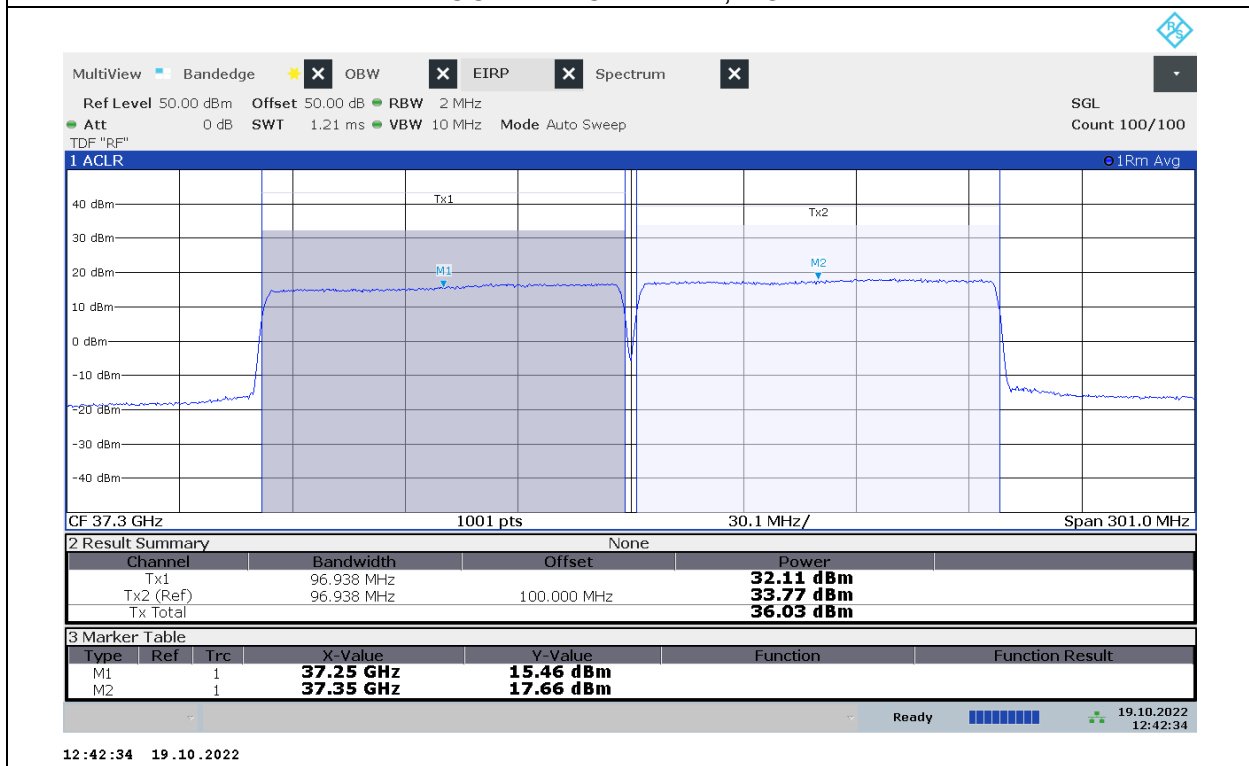 R&S
MultiView Bandedge OBW EIRP Spectrum
Ref Level 50.00 dBm Offset 50.00 dB RBW 2 MHz SGL
Att 0 dB SWT 1.21 ms VBW 10 MHz Mode Auto Sweep Count 100/100
TDF "RF"
1 ACLR 1Rm Avg
Tx1
40 dBm
Tx2
30 dBm
M2
20 dBm
M1
10 dBm
0 dBm
-10 dBm
-20 dBm
-30 dBm
-40 dBm
CF 37.3 GHz 1001 pts 30.1 MHz/ Span 301.0 MHz
2 Result Summary None
Channel Bandwidth Offset Power
Tx1 96.938 MHz 32.11 dBm
Tx2 (Ref) 96.938 MHz 100.000 MHz 33.77 dBm
Tx Total 36.03 dBm
3 Marker Table
Type Ref Trc X-Value Y-Value Function Function Result
M1 1 37.25 GHz 15.46 dBm
M2 1 37.35 GHz 17.66 dBm
Ready 19.10.2022
12:42:34
12:42:34 19.10.2022